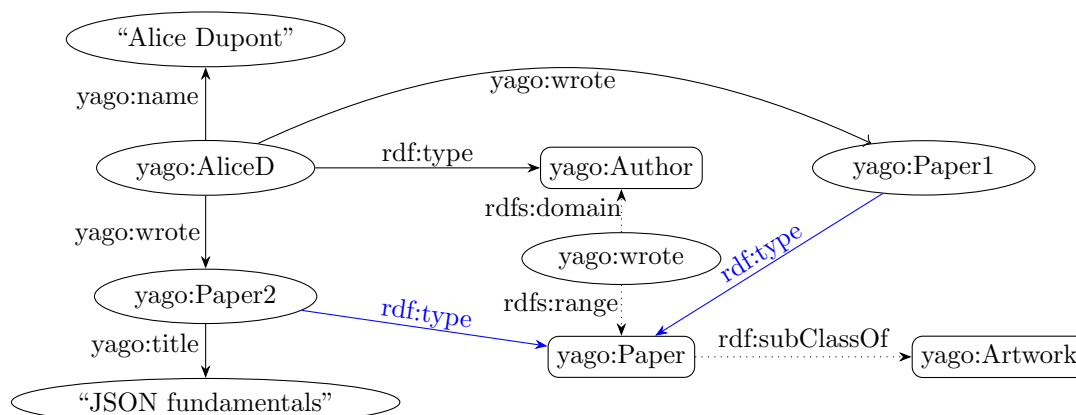 “Alice Dupont”
yago:wrote
yago:name
yago:AliceD
rdf:type
yago:Author
yago:Paper1
rdfs:domain
yago:wrote
yago:wrote
rdf:type
yago:Paper2
rdf:type
rdfs:range
yago:title
yago:Paper
rdf:subClassOf
yago:Artwork
“JSON fundamentals”